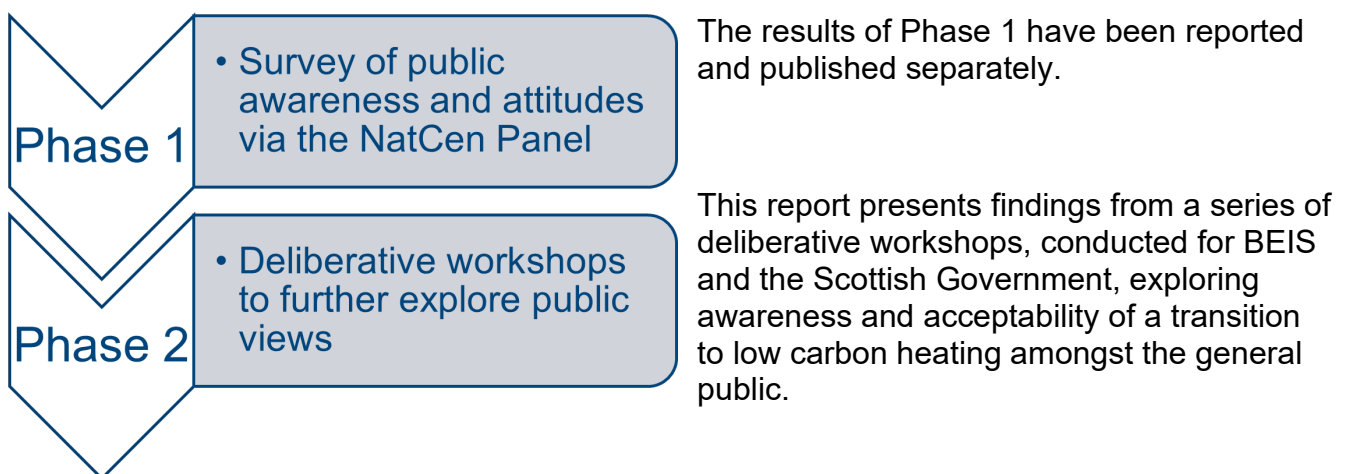 Phase 1
• Survey of public
awareness and attitudes
via the NatCen Panel
The results of Phase 1 have been reported
and published separately.
Phase 2
• Deliberative workshops
to further explore public
views
This report presents findings from a series of
deliberative workshops, conducted for BEIS
and the Scottish Government, exploring
awareness and acceptability of a transition
to low carbon heating amongst the general
public.